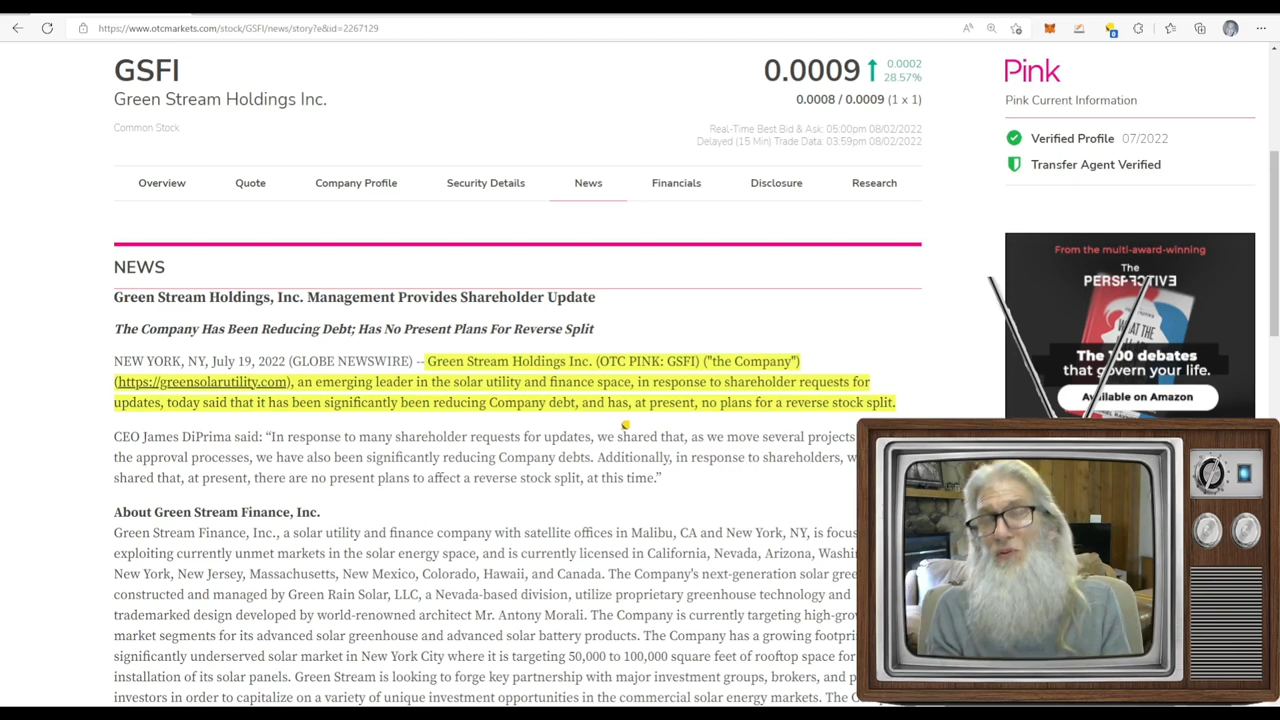 https://www.otcmarkets.com/stock/GSFI/news/story?e&id=2267129
GSFI
0.0009
0.0002
28.57%
Green Stream Holdings Inc.
0.0008 / 0.0009 (1 x 1)
Common Stock
Real-Time Best Bid & Ask: 05:00pm 08/02/2022
Delayed (15 Min) Trade Data: 03:59pm 08/02/2022
Pink
Pink Current Information
Verified Profile 07/2022
Transfer Agent Verified
Overview Quote Company Profile Security Details News Financials Disclosure Research
NEWS
Green Stream Holdings, Inc. Management Provides Shareholder Update
The Company Has Been Reducing Debt; Has No Present Plans For Reverse Split
NEW YORK, NY, July 19, 2022 (GLOBE NEWSWIRE) -- Green Stream Holdings Inc. (OTC PINK: GSFI) ("the Company")
(https://greensolarutility.com), an emerging leader in the solar utility and finance space, in response to shareholder requests for
updates, today said that it has been significantly been reducing Company debt, and has, at present, no plans for a reverse stock split.
CEO James DiPrima said: “In response to many shareholder requests for updates, we shared that, as we move several projects
the approval processes, we have also been significantly reducing Company debts. Additionally, in response to shareholders, w
shared that, at present, there are no present plans to affect a reverse stock split, at this time.”
About Green Stream Finance, Inc.
Green Stream Finance, Inc., a solar utility and finance company with satellite offices in Malibu, CA and New York, NY, is focus
exploiting currently unmet markets in the solar energy space, and is currently licensed in California, Nevada, Arizona, Washi
New York, New Jersey, Massachusetts, New Mexico, Colorado, Hawaii, and Canada. The Company's next-generation solar gree
constructed and managed by Green Rain Solar, LLC, a Nevada-based division, utilize proprietary greenhouse technology and
trademarked design developed by world-renowned architect Mr. Antony Morali. The Company is currently targeting high-grow
market segments for its advanced solar greenhouse and advanced solar battery products. The Company has a growing footpri
significantly underserved solar market in New York City where it is targeting 50,000 to 100,000 square feet of rooftop space for
installation of its solar panels. Green Stream is looking to forge key partnership with major investment groups, brokers, and p
investors in order to capitalize on a variety of unique investment opportunities in the commercial solar energy markets. The C
From the multi-award-winning
The
PERSPECTIVE
The 100 debates
that govern your life.
Available on Amazon
0